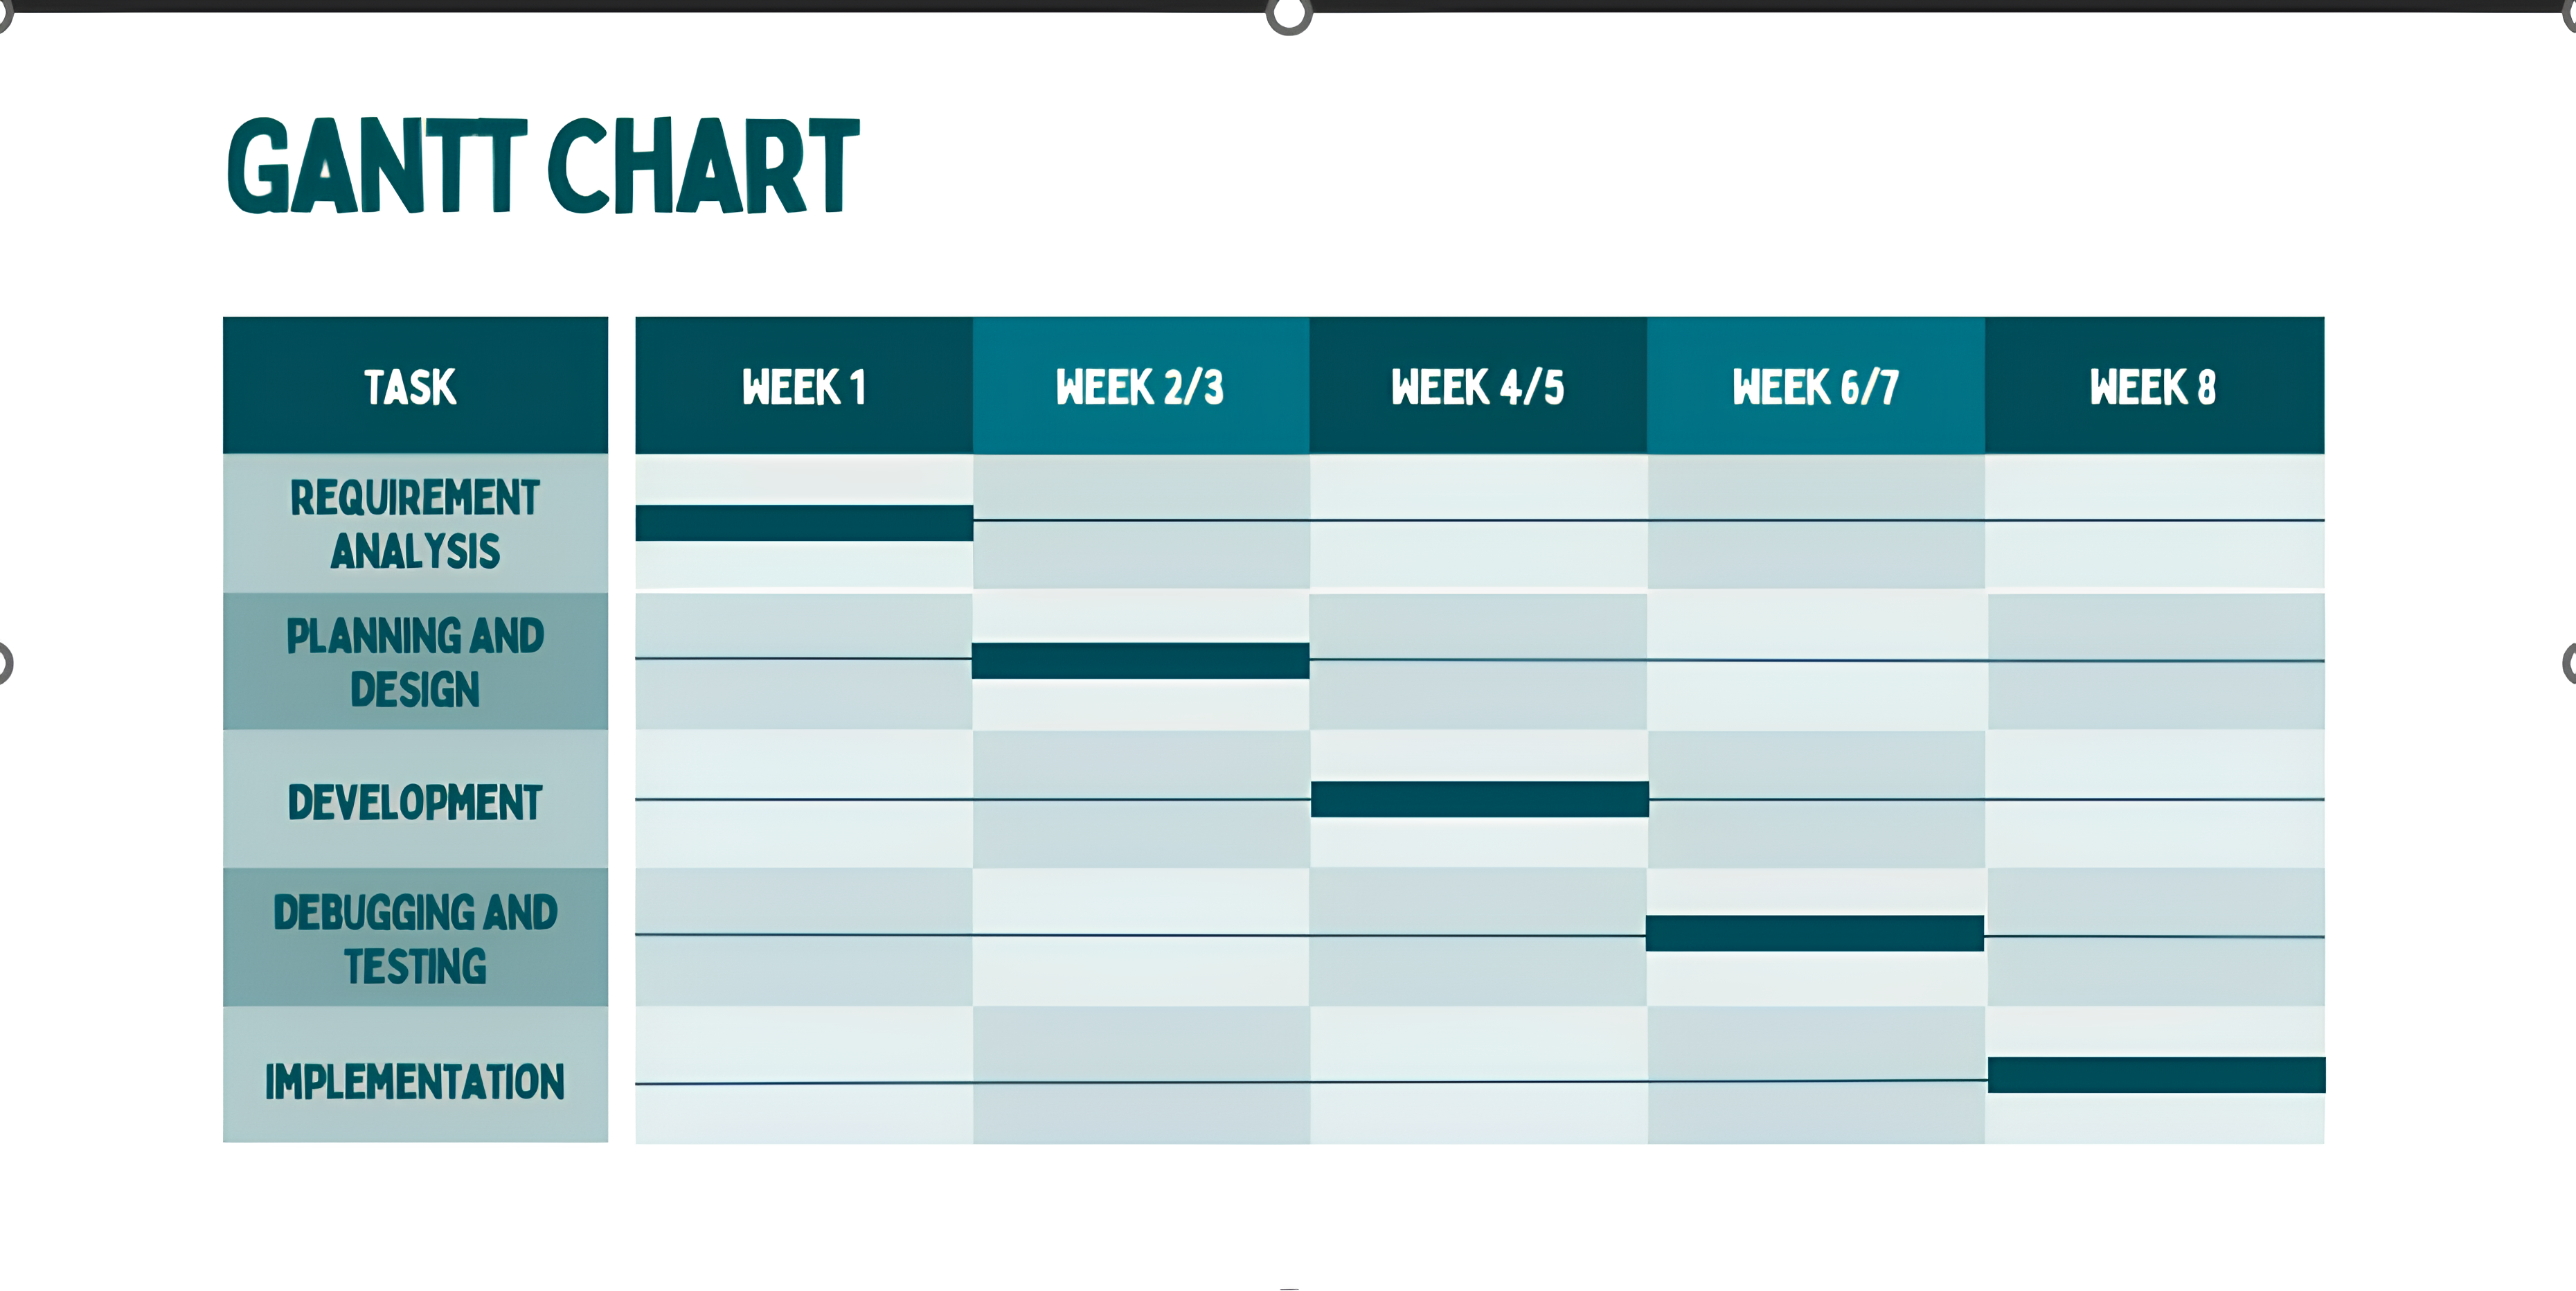 GANTT CHART
TASK
WEEK 1
WEEK 2/3
WEEK 4/5
WEEK 6/7
WEEK 8
REQUIREMENT
ANALYSIS
PLANNING AND
DESIGN
DEVELOPMENT
DEBUGGING AND
TESTING
IMPLEMENTATION